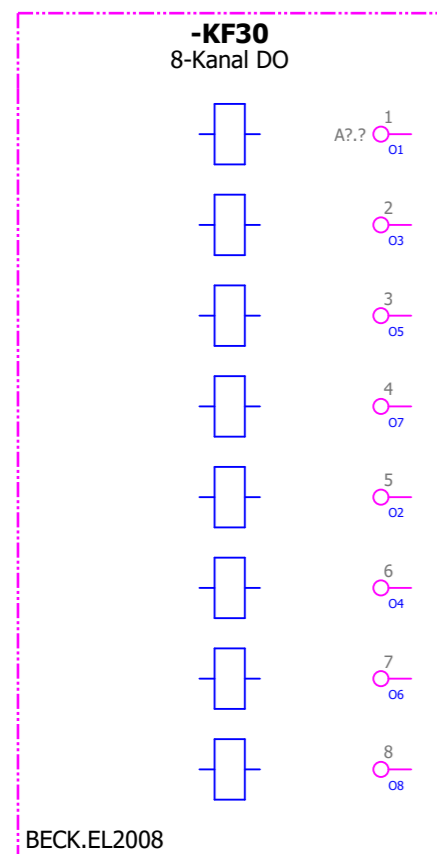 -KF30
8-Kanal DO
1
A?.?
O1
2
O3
3
O5
4
O7
5
O2
6
O4
7
O6
8
O8
BECK.EL2008